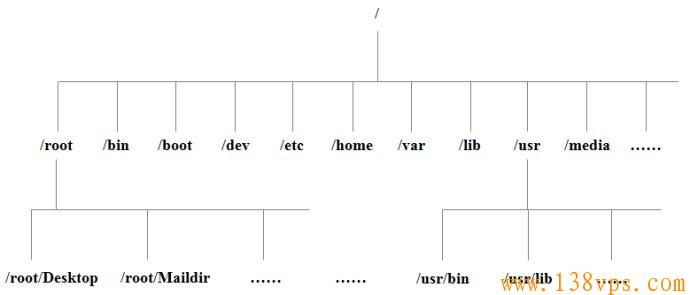 /
/root /bin /boot /dev /etc /home /var /lib /usr /media ……
/root/Desktop /root/Maildir …… …… /usr/bin /usr/lib ……
www.138vps.com